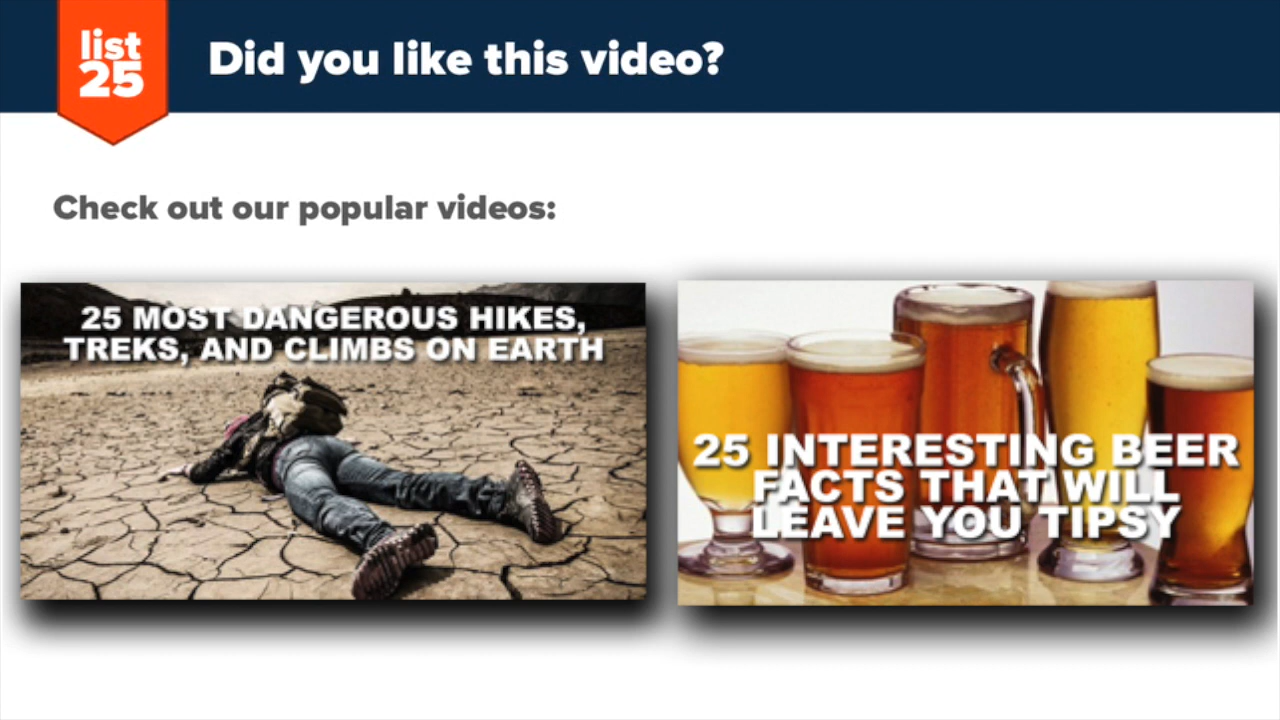 list
25
Did you like this video?
Check out our popular videos:
25 MOST DANGEROUS HIKES,
TREKS, AND CLIMBS ON EARTH
25 INTERESTING BEER
FACTS THAT WILL
LEAVE YOU TIPSY